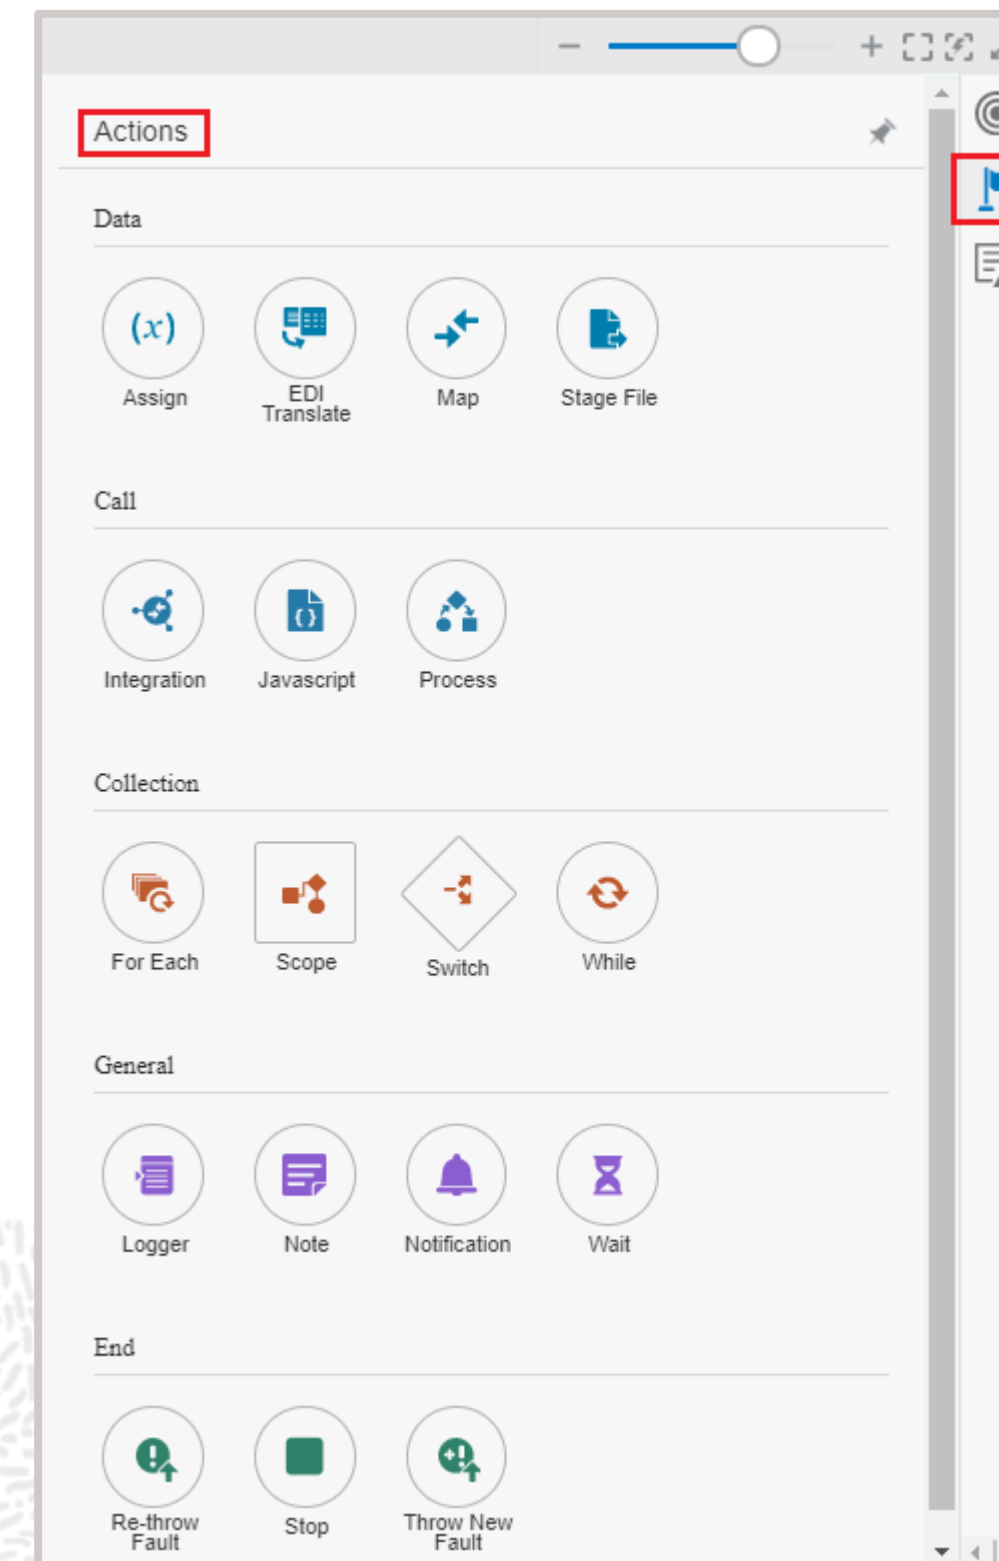 Actions
Data
(x)
Assign
EDI
Translate
Map
Stage File
Call
{}
Integration
Javascript
Process
Collection
For Each
Scope
Switch
While
General
Logger
Note
Notification
Wait
End
Re-throw
Fault
Stop
Throw New
Fault